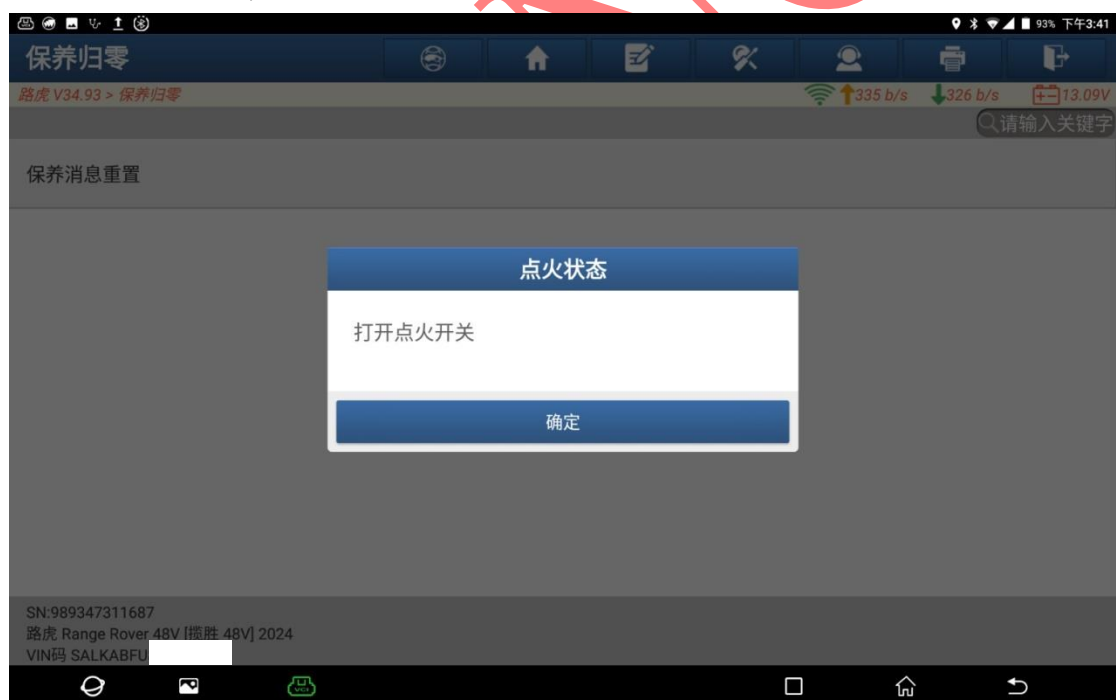 93% 下午3:41
保养归零
路虎 V34.93 > 保养归零
335 b/s 326 b/s 13.09V
请输入关键字
保养消息重置
点火状态
打开点火开关
确定
SN:989347311687
路虎 Range Rover 48V [揽胜 48V] 2024
VIN码 SALKABFU
VCI